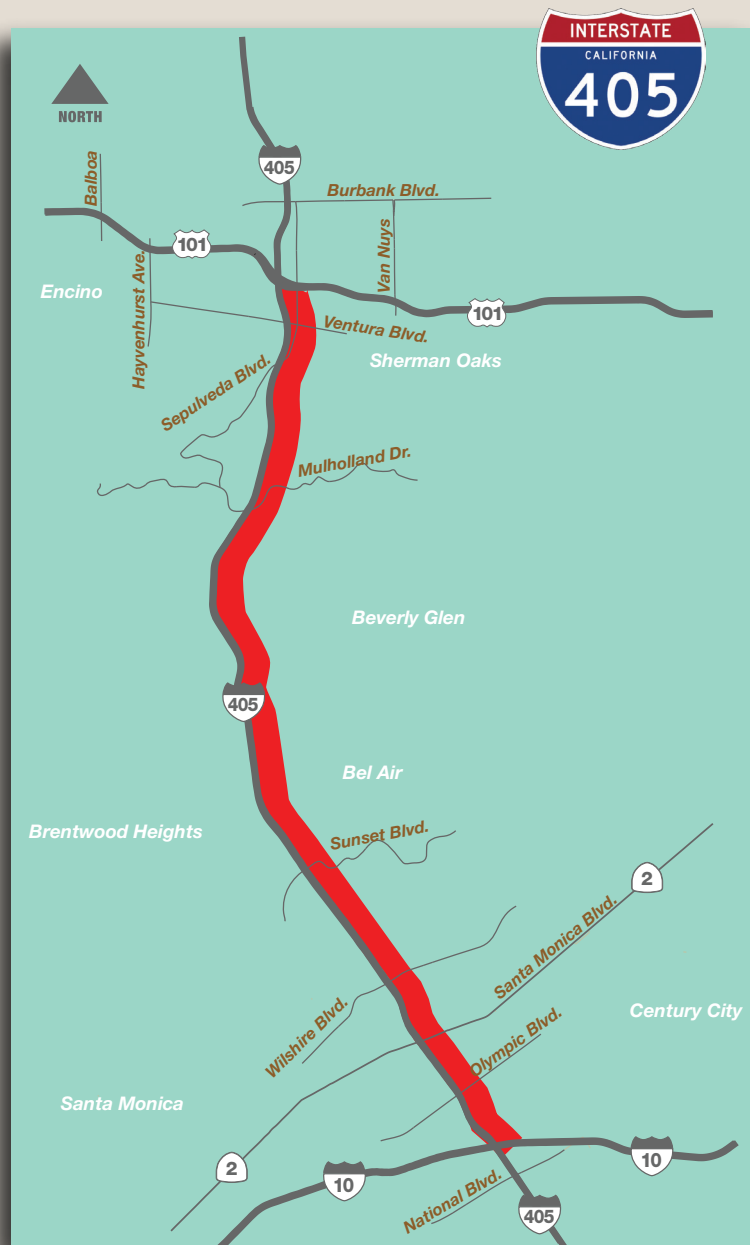 INTERSTATE
CALIFORNIA
405
NORTH
405
Balboa
Burbank Blvd.
101
Van Nuys
Hayvenhurst Ave.
Encino
101
Ventura Blvd.
Sherman Oaks
Sepulveda Blvd.
Mulholland Dr.
Beverly Glen
405
Bel Air
Brentwood Heights
Sunset Blvd.
2
Santa Monica Blvd.
Wilshire Blvd.
Century City
Olympic Blvd.
Santa Monica
2
10
10
National Blvd.
405